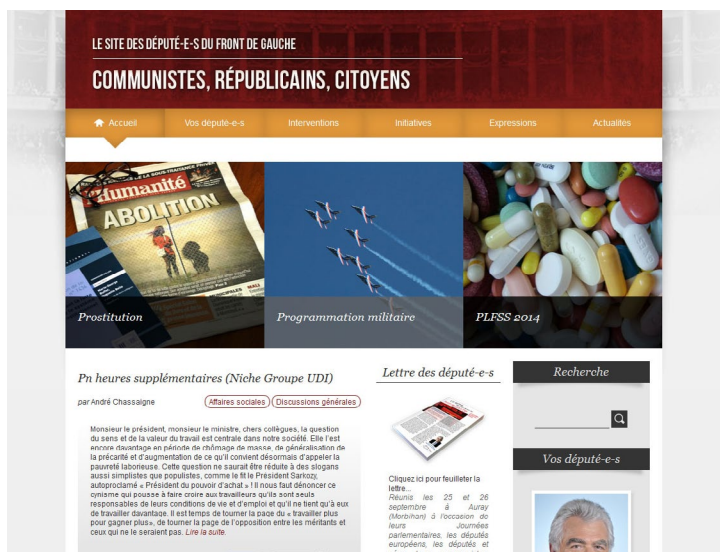 LE SITE DES DÉPUTÉ-E-S DU FRONT DE GAUCHE
COMMUNISTES, RÉPUBLICAINS, CITOYENS
Accueil
Vos député-e-s
Interventions
Initiatives
Expressions
Actualités
l'Humanité
ABOLITION
Prostitution
Programmation militaire
PLFSS 2014
Pn heures supplémentaires (Niche Groupe UDI)
par André Chassaigne
Affaires sociales
Discussions générales
Monsieur le président, monsieur le ministre, chers collègues, la question
du sens et de la valeur du travail est centrale dans notre société. Elle l'est
encore davantage en période de chômage de masse, de généralisation de
la précarité et d'augmentation de ce qu'il convient désormais d'appeler la
pauvreté laborieuse. Cette question ne saurait être réduite à des slogans
aussi simplistes que populistes, comme le fit le Président Sarkozy,
autoproclamé « Président du pouvoir d'achat » ! Il nous faut dénoncer ce
cynisme qui pousse à faire croire aux travailleurs qu'ils sont seuls
responsables de leurs conditions de vie et d'emploi et qu'il ne tient qu'à eux
de travailler davantage. Il est temps de tourner la page du « travailler plus
pour gagner plus», de tourner la page de l'opposition entre les méritants et
ceux qui ne le seraient pas. Lire la suite.
Lettre des député-e-s
Cliquez ici pour feuilleter la
lettre...
Réunis les 25 et 26
septembre à Auray
(Morbihan) à l'occasion de
leurs Journées
parlementaires, les députés
européens, les députés et
Recherche
Vos député-e-s